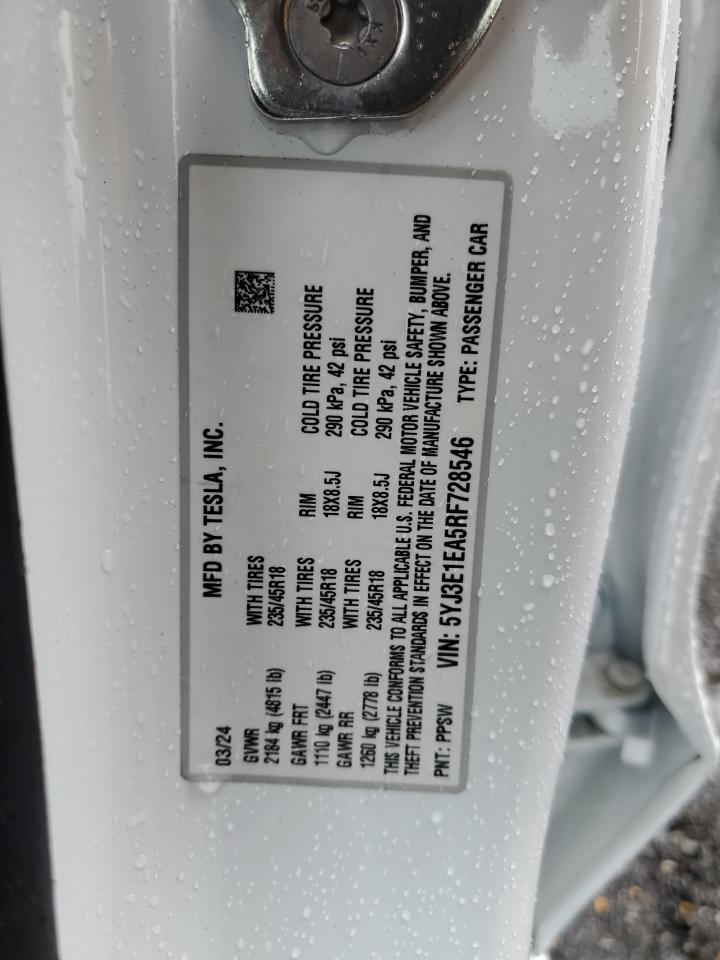 MFD BY TESLA, INC.
03/24
GVWR
2184 kg (4815 lb)
WITH TIRES
235/45R18
GAWR FRT
1110 kg (2447 lb)
WITH TIRES
235/45R18
RIM
18X8.5J
COLD TIRE PRESSURE
290 kPa, 42 psi
GAWR RR
1260 kg (2778 lb)
WITH TIRES
235/45R18
RIM
18X8.5J
COLD TIRE PRESSURE
290 kPa, 42 psi
THIS VEHICLE CONFORMS TO ALL APPLICABLE U.S. FEDERAL MOTOR VEHICLE SAFETY, BUMPER, AND
THEFT PREVENTION STANDARDS IN EFFECT ON THE DATE OF MANUFACTURE SHOWN ABOVE.
PNT: PPSW VIN: 5YJ3E1EA5RF728546 TYPE: PASSENGER CAR